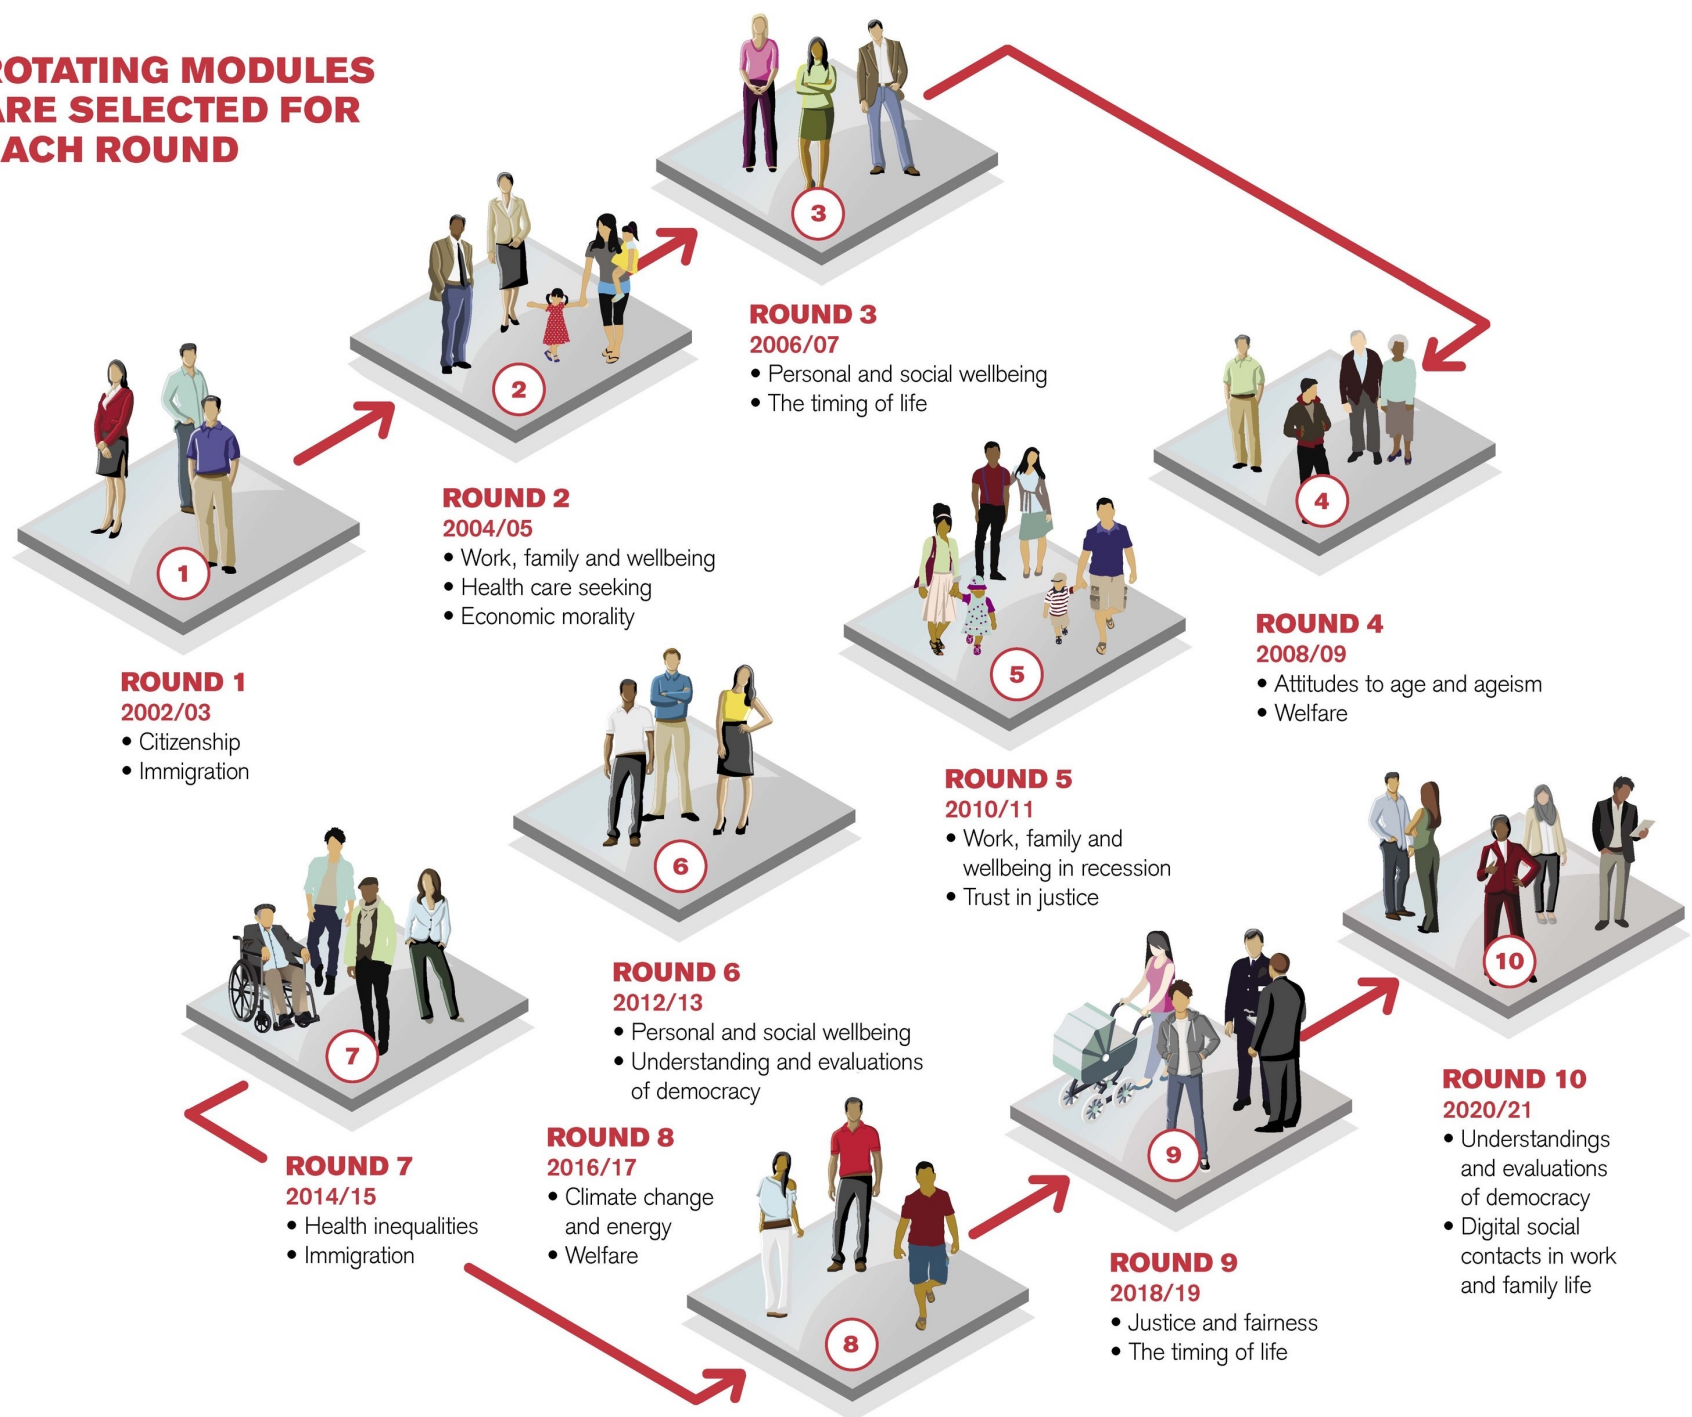 ROTATING MODULES
ARE SELECTED FOR
EACH ROUND
1
ROUND 1
2002/03
• Citizenship
• Immigration
2
ROUND 2
2004/05
• Work, family and wellbeing
• Health care seeking
• Economic morality
3
ROUND 3
2006/07
• Personal and social wellbeing
• The timing of life
4
ROUND 4
2008/09
• Attitudes to age and ageism
• Welfare
5
ROUND 5
2010/11
• Work, family and
wellbeing in recession
• Trust in justice
6
ROUND 6
2012/13
• Personal and social wellbeing
• Understanding and evaluations
of democracy
7
ROUND 7
2014/15
• Health inequalities
• Immigration
ROUND 8
2016/17
• Climate change
and energy
• Welfare
8
9
ROUND 9
2018/19
• Justice and fairness
• The timing of life
10
ROUND 10
2020/21
• Understandings
and evaluations
of democracy
• Digital social
contacts in work
and family life